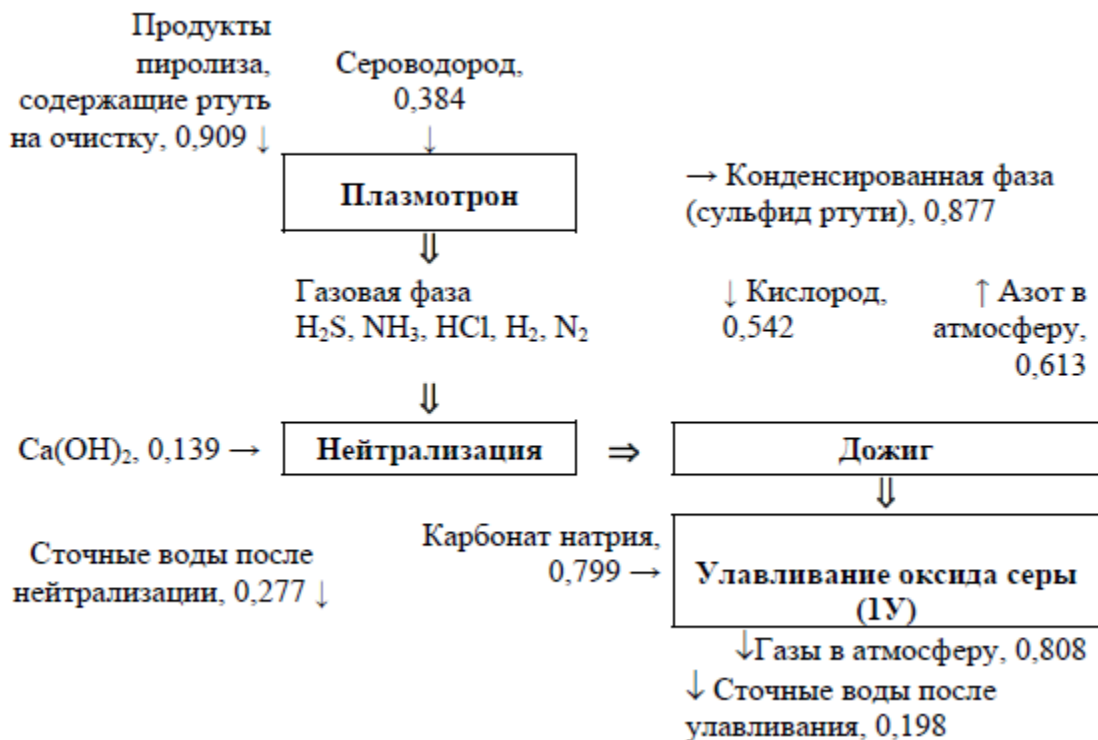 Продукты
пиролиза,
содержащие ртуть
на очистку, 0,909 ↓
Сероводород,
0,384
↓
Плазмотрон
→ Конденсированная фаза
(сульфид ртути), 0,877
⇓
Газовая фаза
H₂S, NH₃, HCl, H₂, N₂
↓ Кислород,
0,542
↑ Азот в
атмосферу,
0,613
⇓
Ca(OH)₂, 0,139 →
Нейтрализация
⇒
Дожиг
⇓
Сточные воды после
нейтрализации, 0,277 ↓
Карбонат натрия,
0,799 →
Улавливание оксида серы
(1У)
↓Газы в атмосферу, 0,808
↓ Сточные воды после
улавливания, 0,198